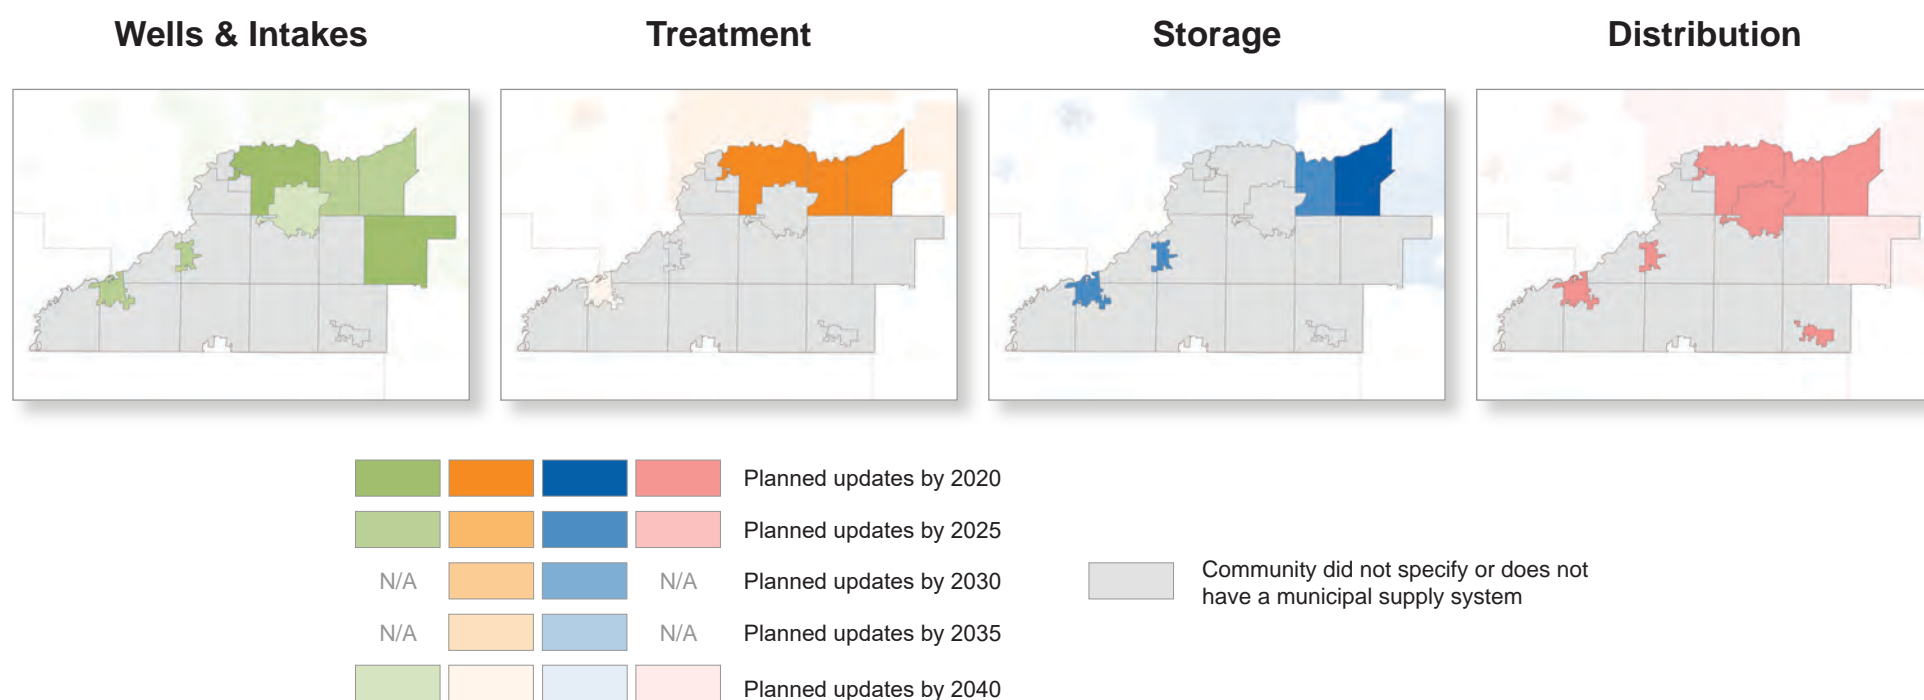 Wells & Intakes
Treatment
Storage
Distribution
Planned updates by 2020
Planned updates by 2025
N/A
N/A
Planned updates by 2030
N/A
N/A
Planned updates by 2035
Planned updates by 2040
Community did not specify or does not
have a municipal supply system